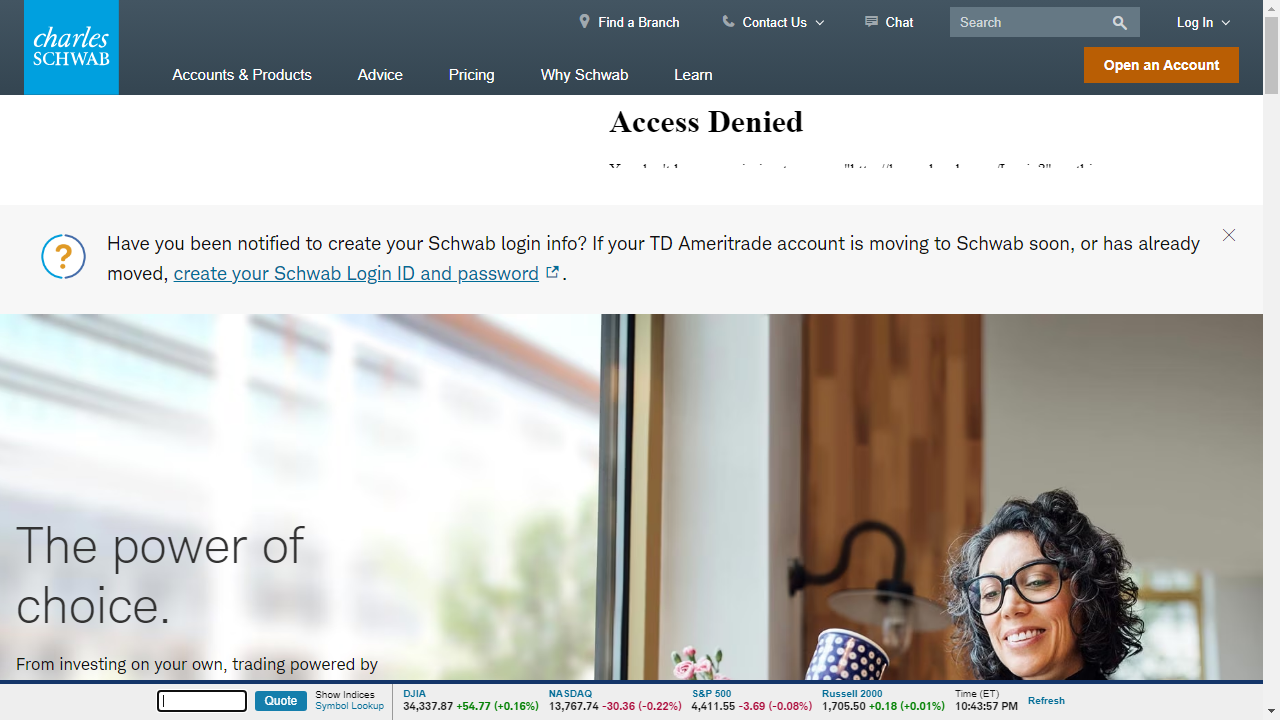 charles
SCHWAB
Find a Branch
Contact Us
Chat
Search
Log In
Accounts & Products
Advice
Pricing
Why Schwab
Learn
Open an Account
Access Denied
Have you been notified to create your Schwab login info? If your TD Ameritrade account is moving to Schwab soon, or has already
moved, create your Schwab Login ID and password.
The power of
choice.
From investing on your own, trading powered by
Quote
Show Indices
Symbol Lookup
DJIA
34,337.87 +54.77 (+0.16%)
NASDAQ
13,767.74 -30.36 (-0.22%)
S&P 500
4,411.55 -3.69 (-0.08%)
Russell 2000
1,705.50 +0.18 (+0.01%)
Time (ET)
10:43:57 PM
Refresh